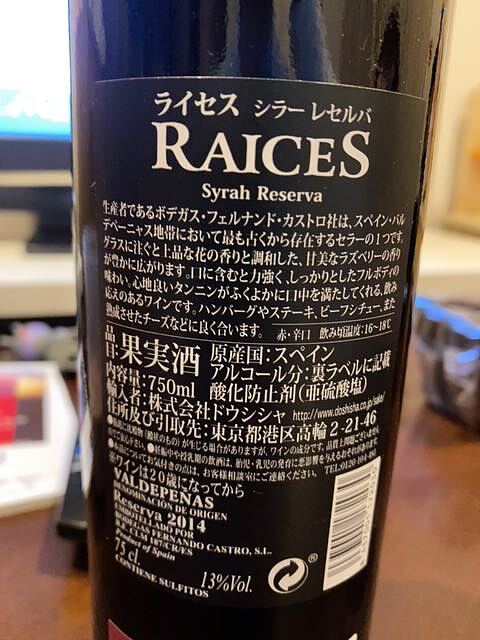 ライセス シラー レセルバ
RAICES
Syrah Reserva
生産者であるボデガス・フェルナンド・カストロ社は、スペイン・バル
デペーニャス地帯において最も古くから存在するセラーの1つです。
グラスに注ぐと上品な花の香りと調和した、甘美なラズベリーの香り
が豊かに広がります。口に含むと力強く、しっかりとしたフルボディの
味わい。心地良いタンニンがふくよかに口中を満たしてくれる、飲み
応えのあるワインです。ハンバーグやステーキ、ビーフシチュー、また
熟成させたチーズなどに良く合います。 赤・辛口 飲み頃温度:16~18℃
品目:果実酒 原産国:スペイン
アルコール分:裏ラベルに記載
内容量:750ml 酸化防止剤(亜硫酸塩)
輸入者:株式会社ドウシシャ http://www.doshisha.co.jp/sake/
住所及び引取先:東京都港区高輪 2-21-46
※ワインは20歳になってから
VALDEPEÑAS
DENOMINACIÓN DE ORIGEN
Reserva 2014
EMBOTELLADO POR
BODEGAS FERNANDO CASTRO, S.L.
187/CR/ES
Product of Spain
75 cl 13%Vol.
CONTIENE SULFITOS